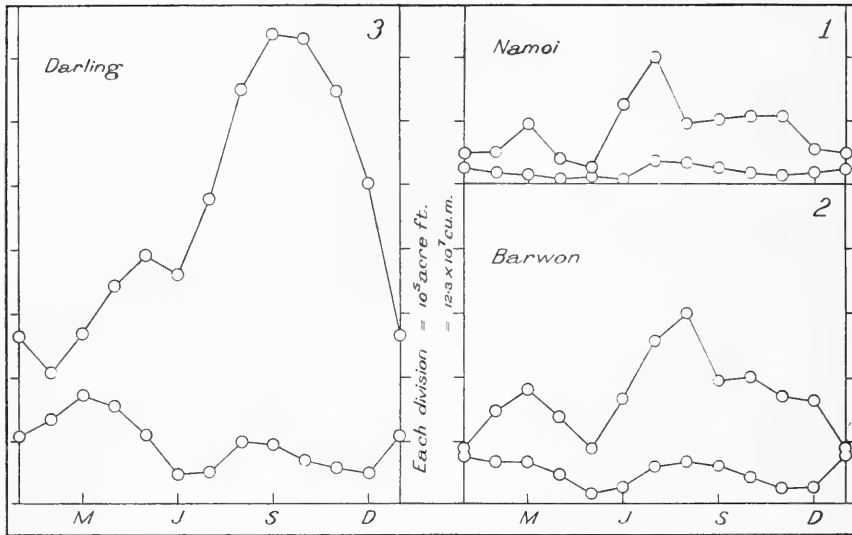 3
Darling
1
Namoi
2
Barwon
Each division = 10⁵ acre ft.
= 12·3 x 10⁷ cu.m.
M J S D
M J S D